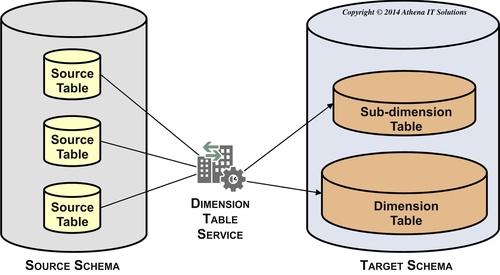 Copyright © 2014 Athena IT Solutions
Source
Table
Source
Table
Source
Table
Sub-dimension
Table
Dimension
Table
DIMENSION
TABLE
SERVICE
SOURCE SCHEMA
TARGET SCHEMA